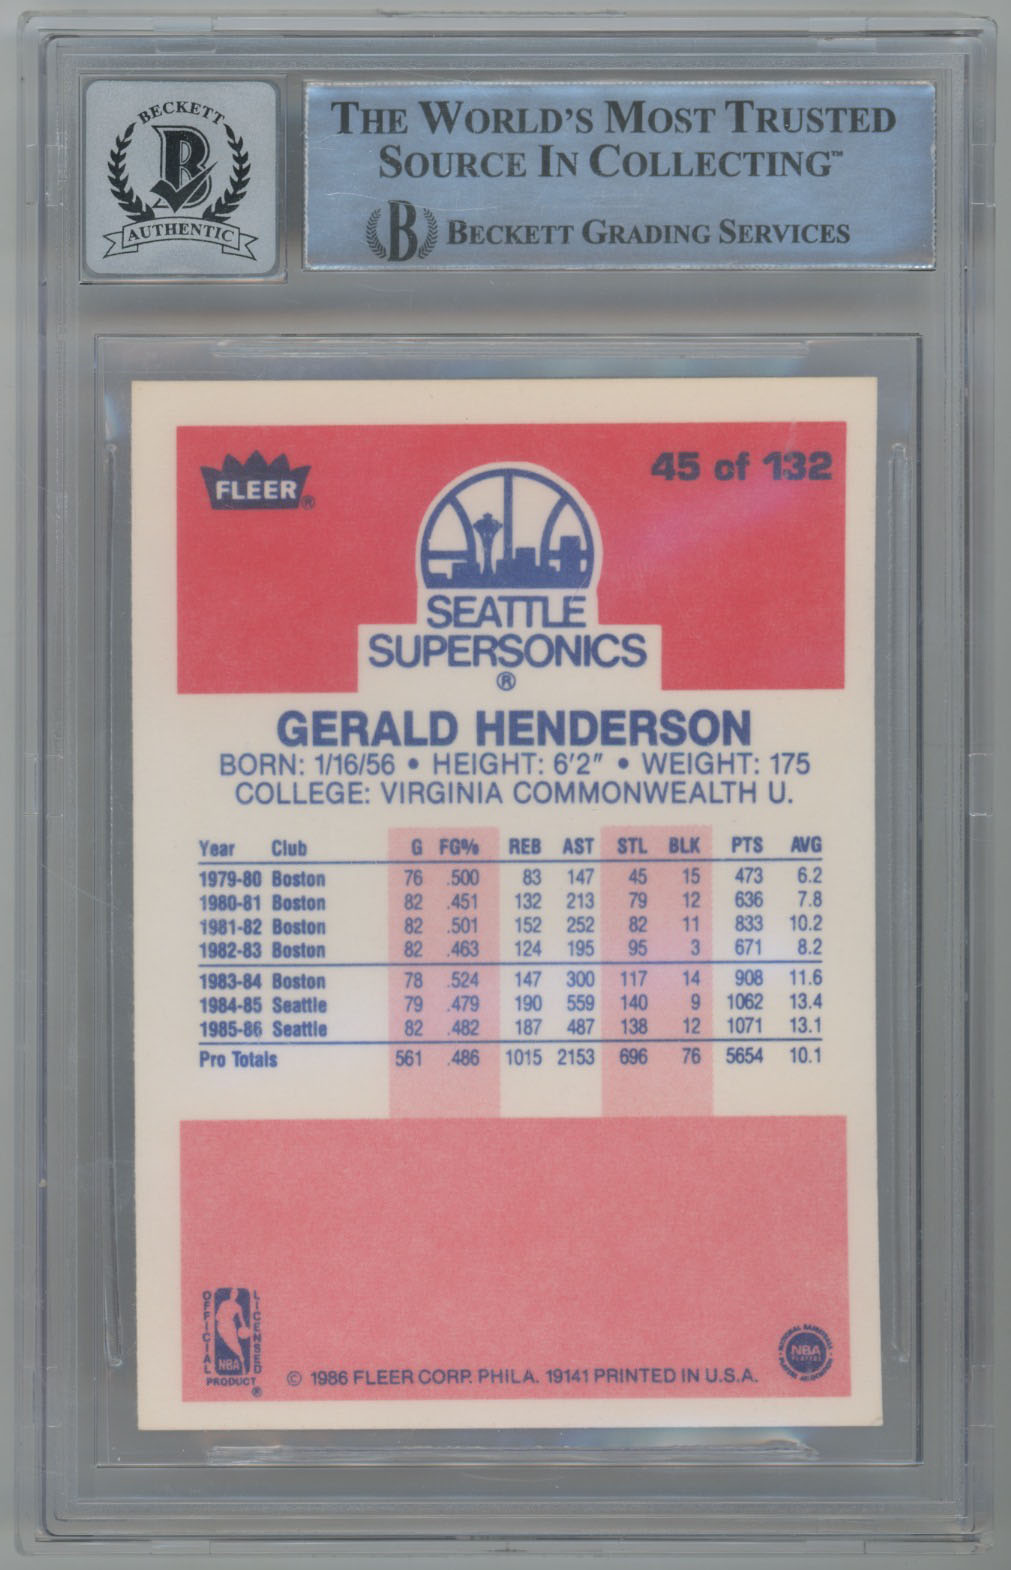 BECKETT
B
AUTHENTIC
THE WORLD'S MOST TRUSTED
SOURCE IN COLLECTING™
B BECKETT GRADING SERVICES
FLEER®
45 of 132
SEATTLE
SUPERSONICS
®
GERALD HENDERSON
BORN: 1/16/56 • HEIGHT: 6'2" • WEIGHT: 175
COLLEGE: VIRGINIA COMMONWEALTH U.
Year Club G FG% REB AST STL BLK PTS AVG
1979-80 Boston 76 .500 83 147 45 15 473 6.2
1980-81 Boston 82 .451 132 213 79 12 636 7.8
1981-82 Boston 82 .501 152 252 82 11 833 10.2
1982-83 Boston 82 .463 124 195 95 3 671 8.2
1983-84 Boston 78 .524 147 300 117 14 908 11.6
1984-85 Seattle 79 .479 190 559 140 9 1062 13.4
1985-86 Seattle 82 .482 187 487 138 12 1071 13.1
Pro Totals 561 .486 1015 2153 696 76 5654 10.1
OFFICIAL
LICENSED
NBA
PRODUCT
®
© 1986 FLEER CORP. PHILA. 19141 PRINTED IN U.S.A.
NATIONAL BASKETBALL
NBA
PLAYERS